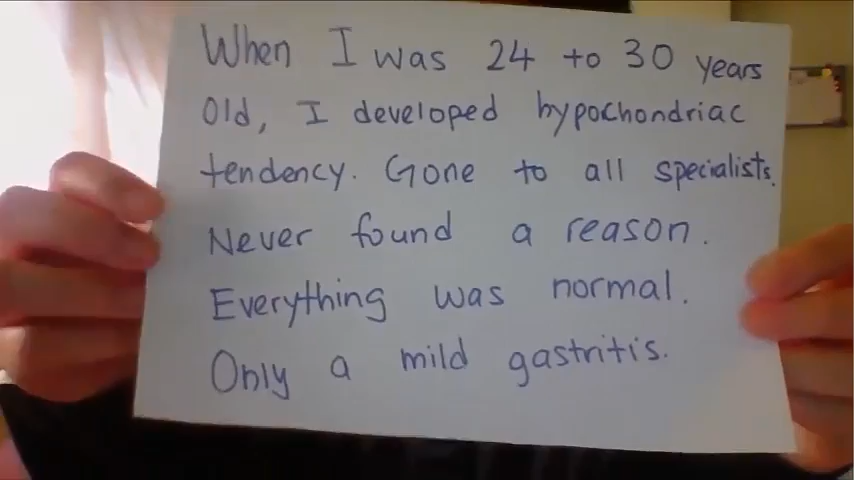 When I was 24 to 30 years
old, I developed hypochondriac
tendency. Gone to all specialists.
Never found a reason.
Everything was normal.
Only a mild gastritis.